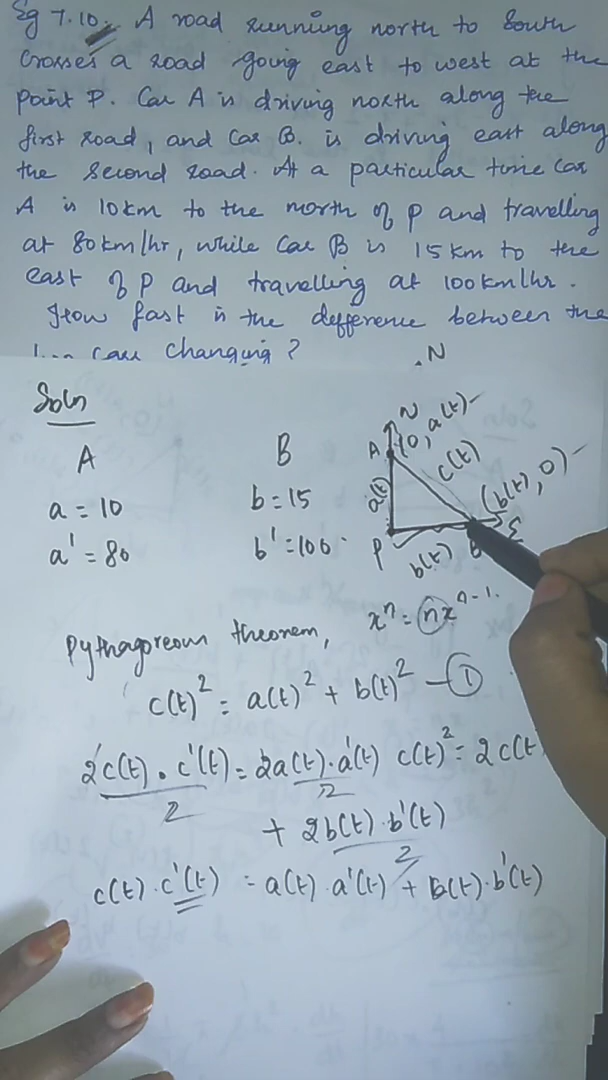 Eg 7.10. A road running north to South
Crosses a road going east to west at the
point P. Car A is driving north along the
first road, and Car B. is driving east along
the second road. At a particular time car
A is 10km to the north of P and travelling
at 80km/hr, while Car B is 15 km to the
east of P and travelling at 100km/hr.
How fast is the difference between the
cars changing?
N
Soln
A
a = 10
a' = 80
B
b = 15
b' = 100
N
A (0, a(t))
a(t)
c(t)
(b(t), 0)
P
b(t)
B
E
Pythagorean theorem,
xⁿ = nxⁿ⁻¹.
c(t)² = a(t)² + b(t)² — ①
2c(t) · c'(t) = 2a(t) · a'(t)
2
2
+ 2b(t) · b'(t)
2
c(t)² = 2c(t
c(t) · c'(t) = a(t) · a'(t) + b(t) · b'(t)